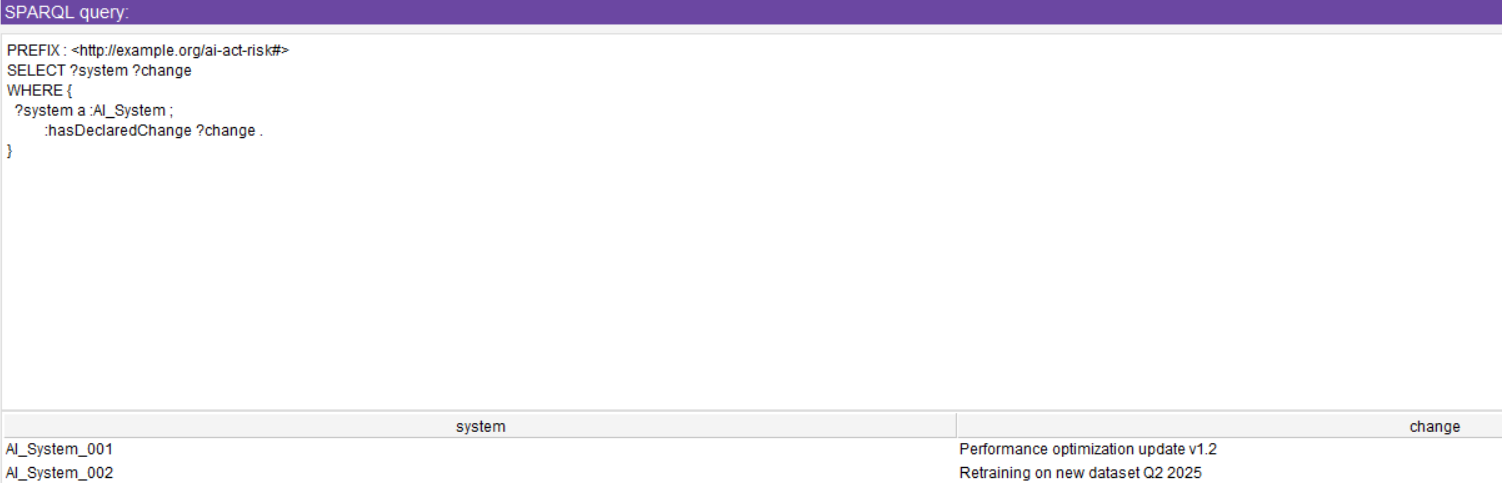 SPARQL query:
PREFIX : <http://example.org/ai-act-risk#>
SELECT ?system ?change
WHERE {
?system a :AI_System ;
:hasDeclaredChange ?change .
}
system change
AI_System_001 Performance optimization update v1.2
AI_System_002 Retraining on new dataset Q2 2025